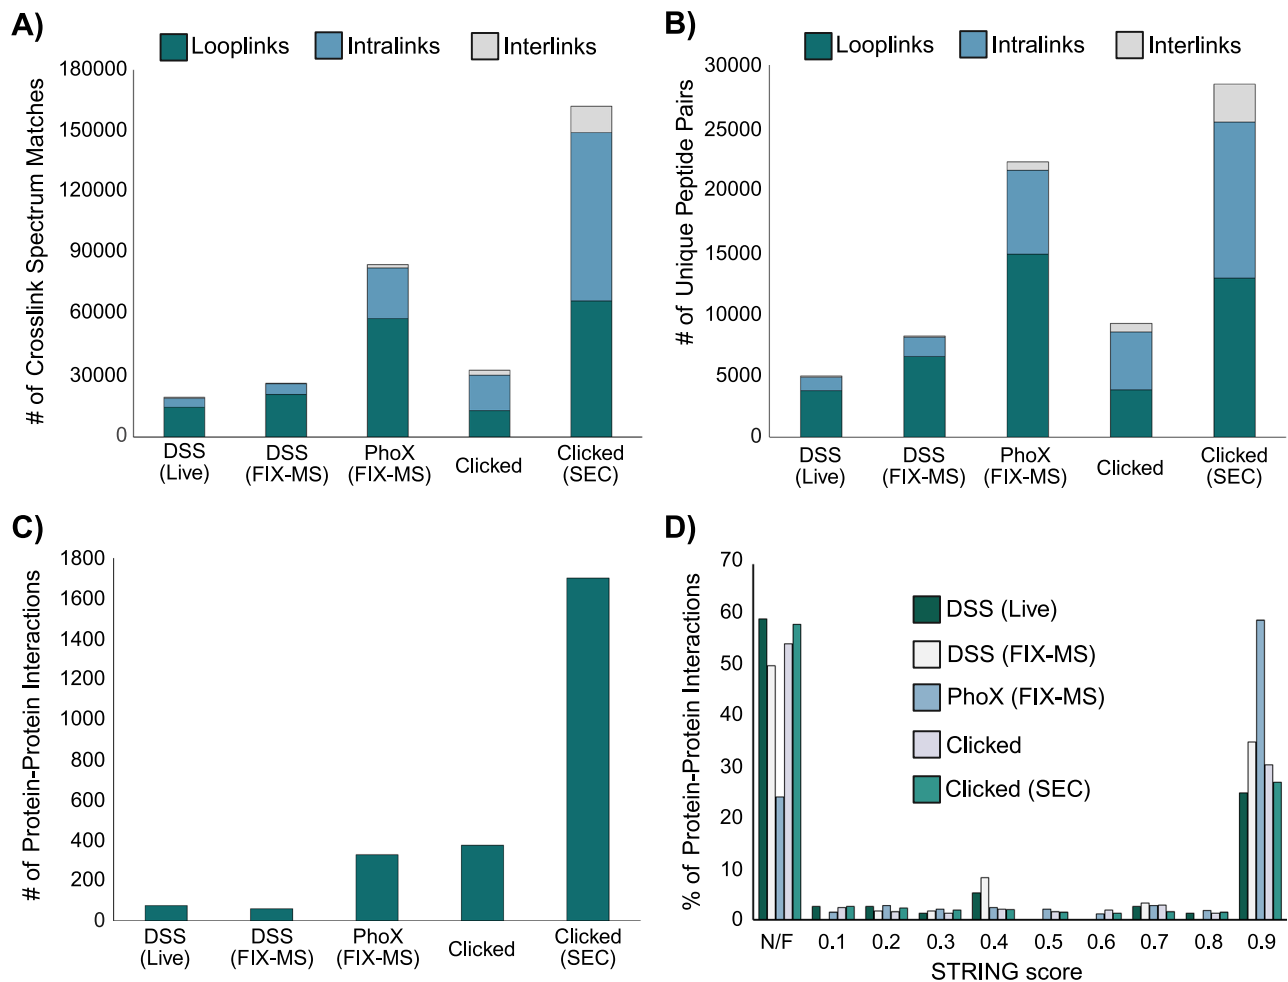 A)
Looplinks Intralinks Interlinks
# of Crosslink Spectrum Matches
180000
150000
120000
90000
60000
30000
0
DSS (Live)
DSS (FIX-MS)
PhoX (FIX-MS)
Clicked
Clicked (SEC)
B)
Looplinks Intralinks Interlinks
# of Unique Peptide Pairs
30000
25000
20000
15000
10000
5000
0
DSS (Live)
DSS (FIX-MS)
PhoX (FIX-MS)
Clicked
Clicked (SEC)
C)
# of Protein-Protein Interactions
1800
1600
1400
1200
1000
800
600
400
200
0
DSS (Live)
DSS (FIX-MS)
PhoX (FIX-MS)
Clicked
Clicked (SEC)
D)
% of Protein-Protein Interactions
70
60
50
40
30
20
10
0
DSS (Live)
DSS (FIX-MS)
PhoX (FIX-MS)
Clicked
Clicked (SEC)
N/F 0.1 0.2 0.3 0.4 0.5 0.6 0.7 0.8 0.9
STRING score